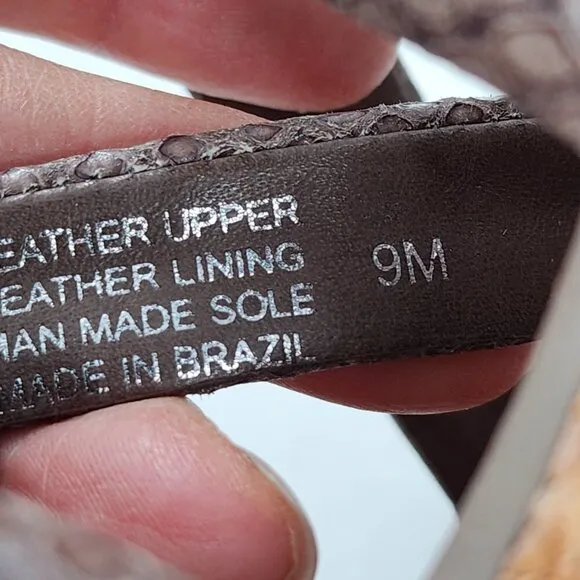 EATHER UPPER
EATHER LINING
MAN MADE SOLE
MADE IN BRAZIL
9M